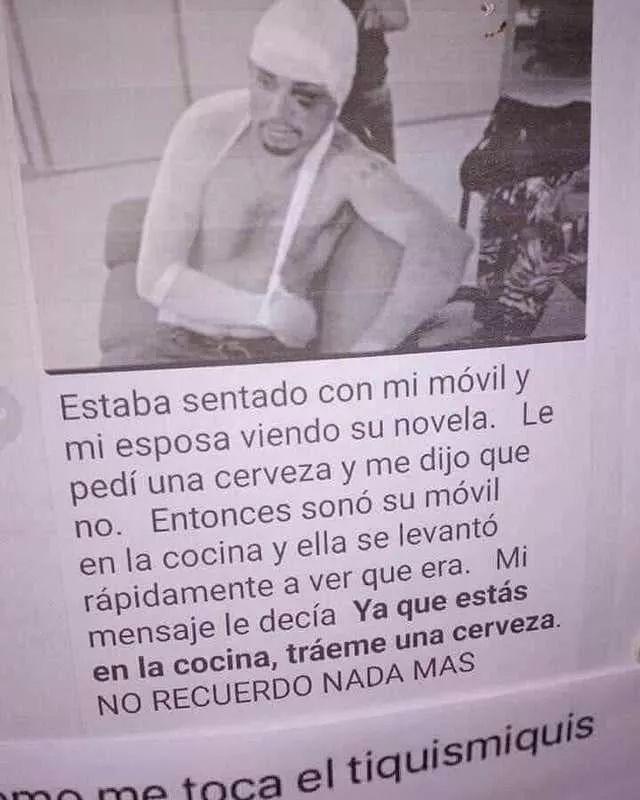 Estaba sentado con mi móvil y
mi esposa viendo su novela. Le
pedí una cerveza y me dijo que
no. Entonces sonó su móvil
en la cocina y ella se levantó
rápidamente a ver que era. Mi
mensaje le decía Ya que estás
en la cocina, tráeme una cerveza.
NO RECUERDO NADA MAS
me toca el tiquismiquis